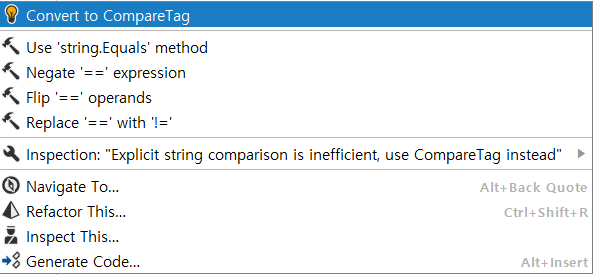 Convert to CompareTag
Use 'string.Equals' method
Negate '==' expression
Flip '==' operands
Replace '==' with '!='
Inspection: "Explicit string comparison is inefficient, use CompareTag instead"
Navigate To... Alt+Back Quote
Refactor This... Ctrl+Shift+R
Inspect This...
Generate Code... Alt+Insert